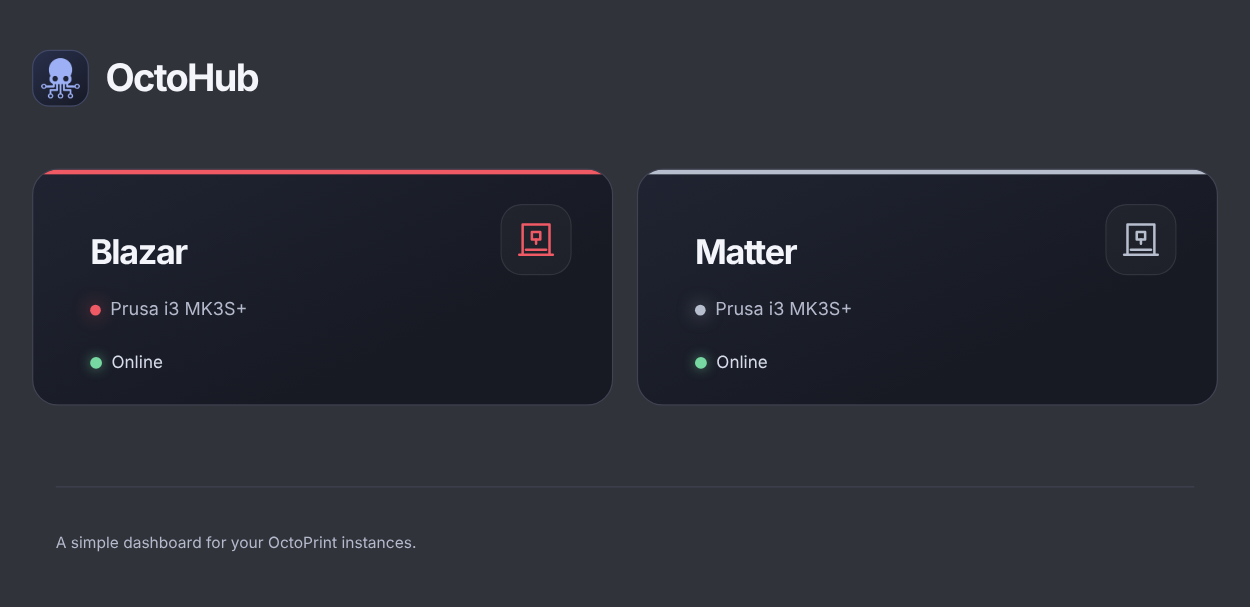 OctoHub
Blazar
Prusa i3 MK3S+
Online
Matter
Prusa i3 MK3S+
Online
A simple dashboard for your OctoPrint instances.